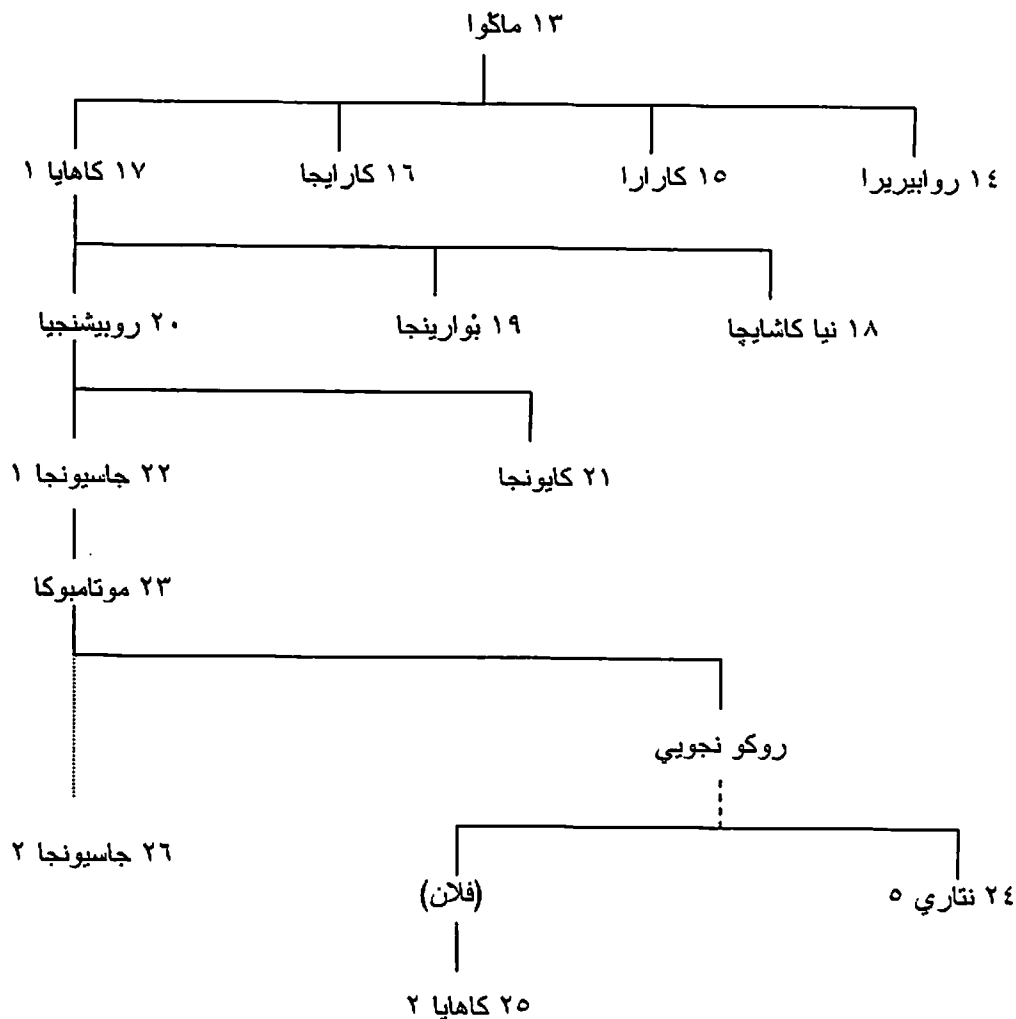 ١٣ ماݣوا
١٤ روابيريرا
١٥ كارارا
١٦ كارايجا
١٧ كاهايا ١
١٨ نيا كاشايچا
١٩ بْوارينجا
٢٠ روبيشنجيا
٢١ كايونجا
٢٢ جاسيونجا ١
٢٣ موتامبوكا
روكو نجويي
٢٤ نتاري ٥
(فلان)
٢٦ جاسيونجا ٢
٢٥ كاهايا ٢